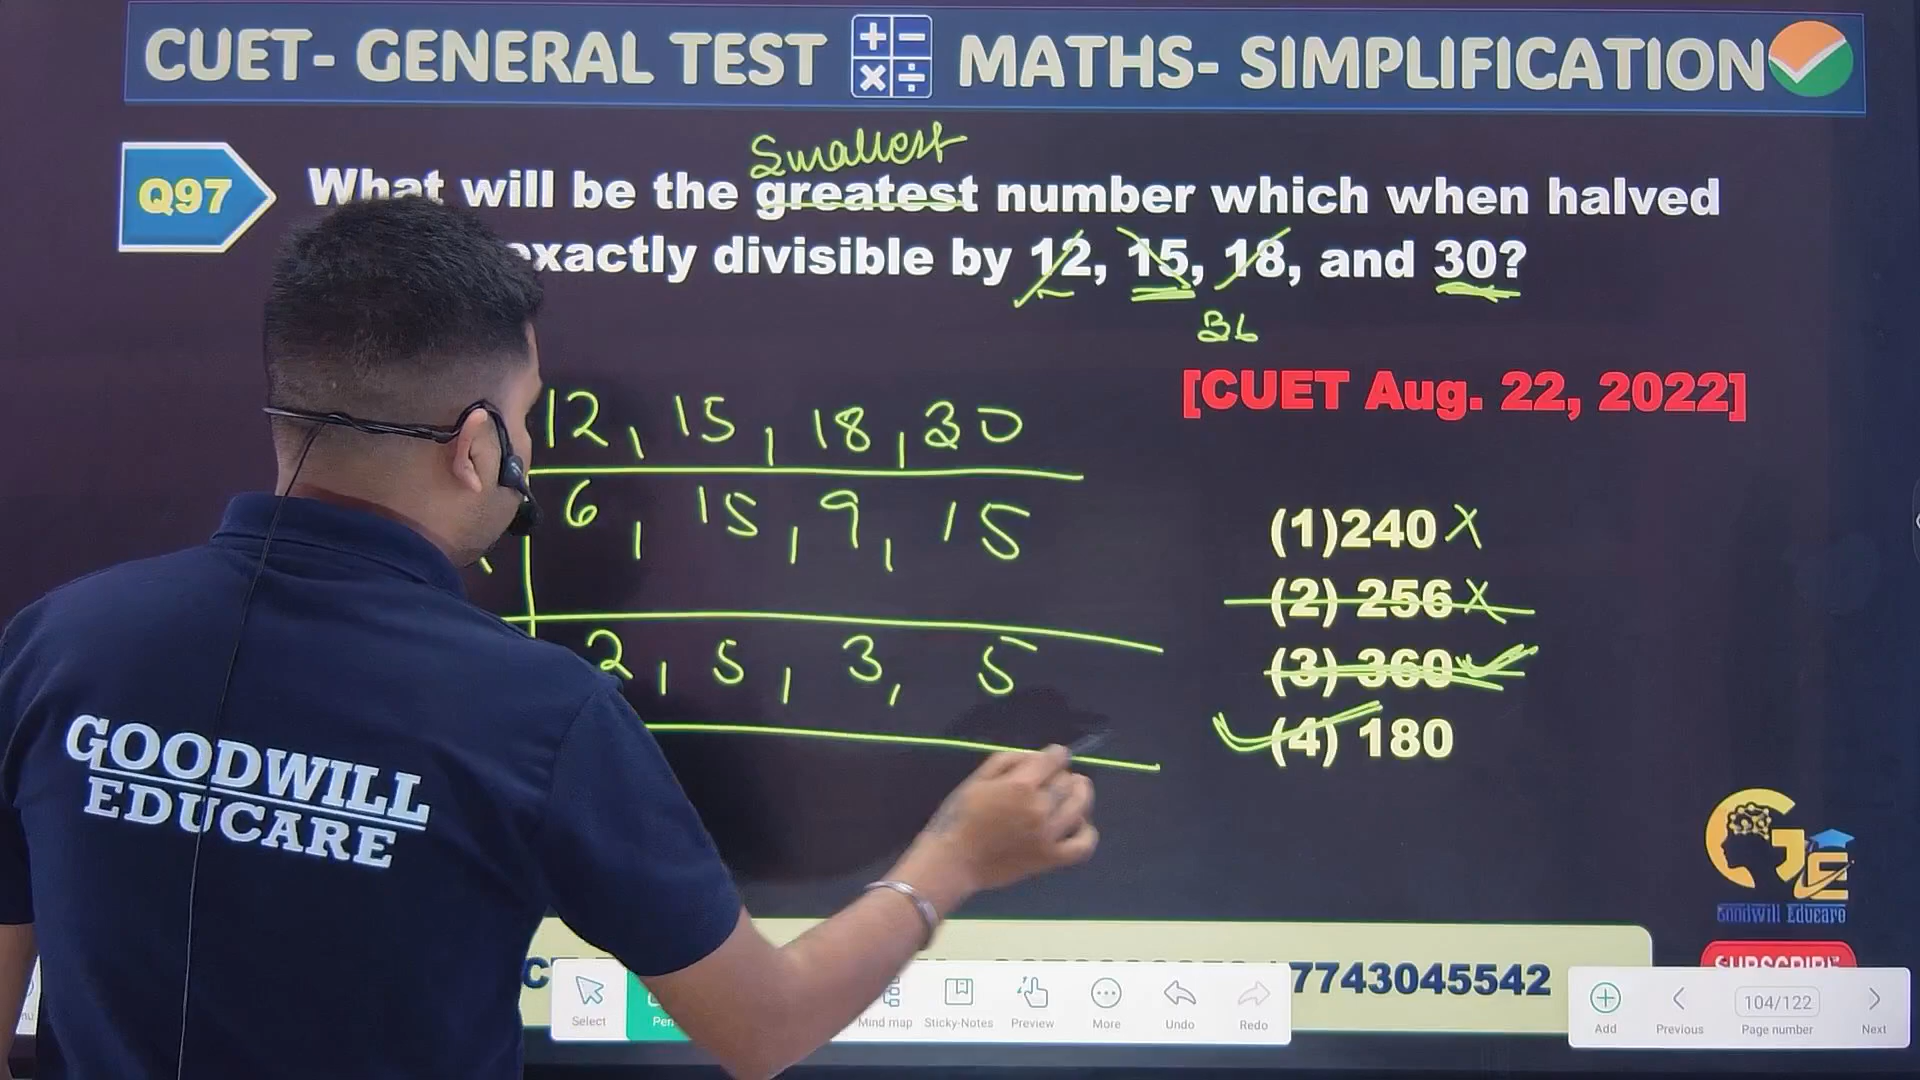 CUET- GENERAL TEST + − × ÷ MATHS- SIMPLIFICATION
Smallest
Q97 What will be the greatest number which when halved
exactly divisible by 12, 15, 18, and 30?
36
[CUET Aug. 22, 2022]
12, 15, 18, 30
6, 15, 9, 15
2, 5, 3, 5
(1)240 X
(2) 256 X
(3) 360
(4) 180
GOODWILL
EDUCARE
GE
Goodwill Educare
SUBSCRIBE
7743045542
Select
Pen
Mind map
Sticky-Notes
Preview
More
Undo
Redo
Add
Previous
104/122
Page number
Next